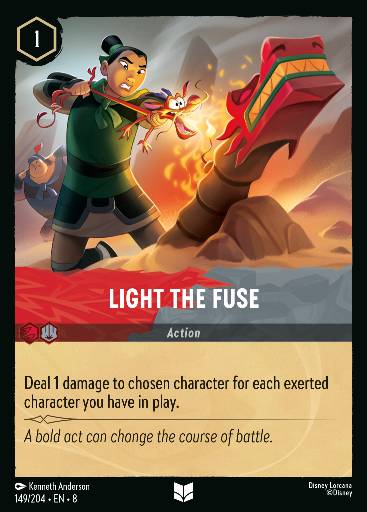 1
LIGHT THE FUSE
Action
Deal 1 damage to chosen character for each exerted
character you have in play.
A bold act can change the course of battle.
Kenneth Anderson
149/204 • EN • 8
Disney Lorcana
©Disney